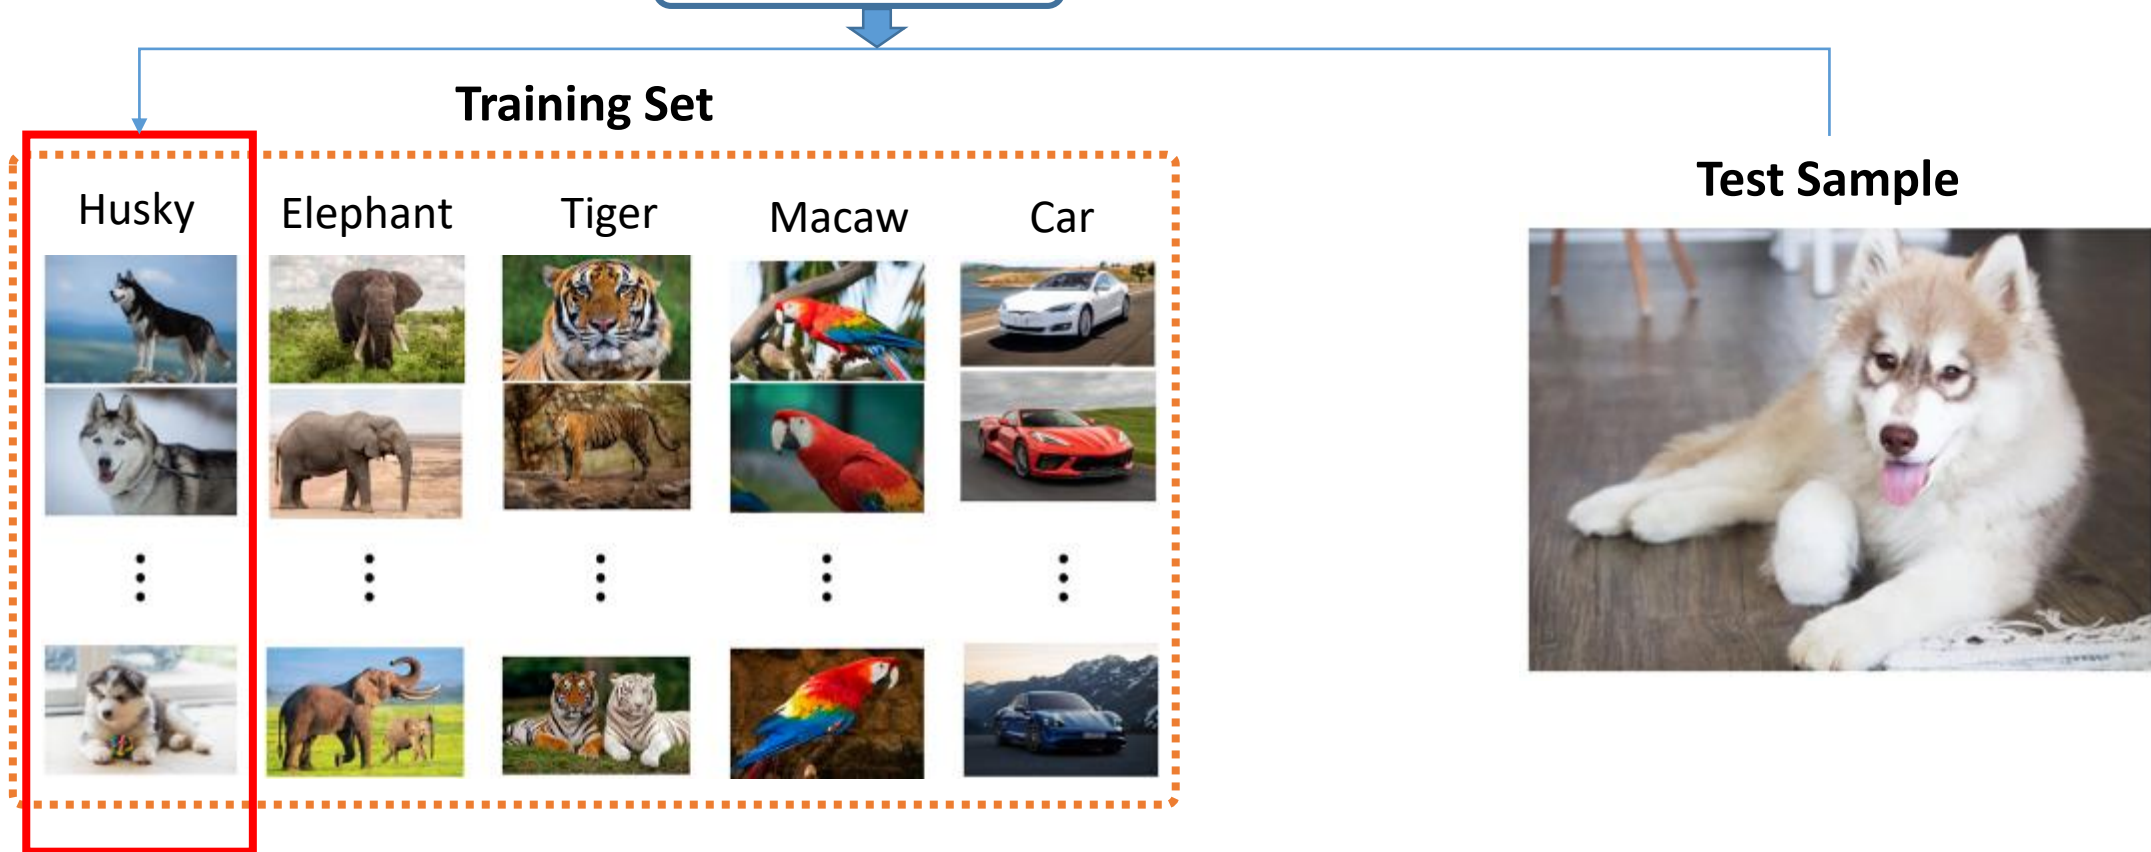 Training Set
Test Sample
Husky
Elephant
Tiger
Macaw
Car